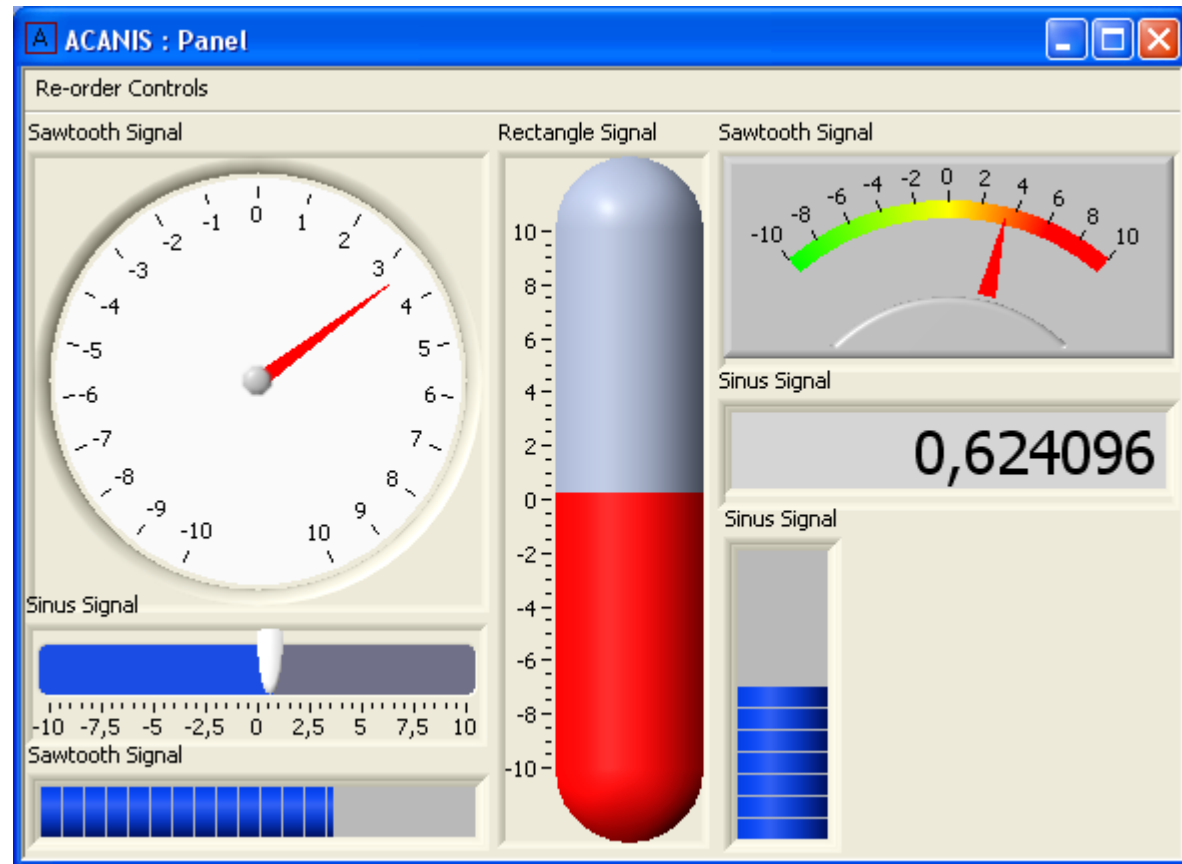 A ACANIS : Panel
Re-order Controls
Sawtooth Signal
0
-1 1
-2 2
-3 3
-4 4
-5 5
-6 6
-7 7
-8 8
-9 9
-10 10
Sinus Signal
-10 -7,5 -5 -2,5 0 2,5 5 7,5 10
Sawtooth Signal
Rectangle Signal
10
8
6
4
2
0
-2
-4
-6
-8
-10
Sawtooth Signal
-10 -8 -6 -4 -2 0 2 4 6 8 10
Sinus Signal
0,624096
Sinus Signal